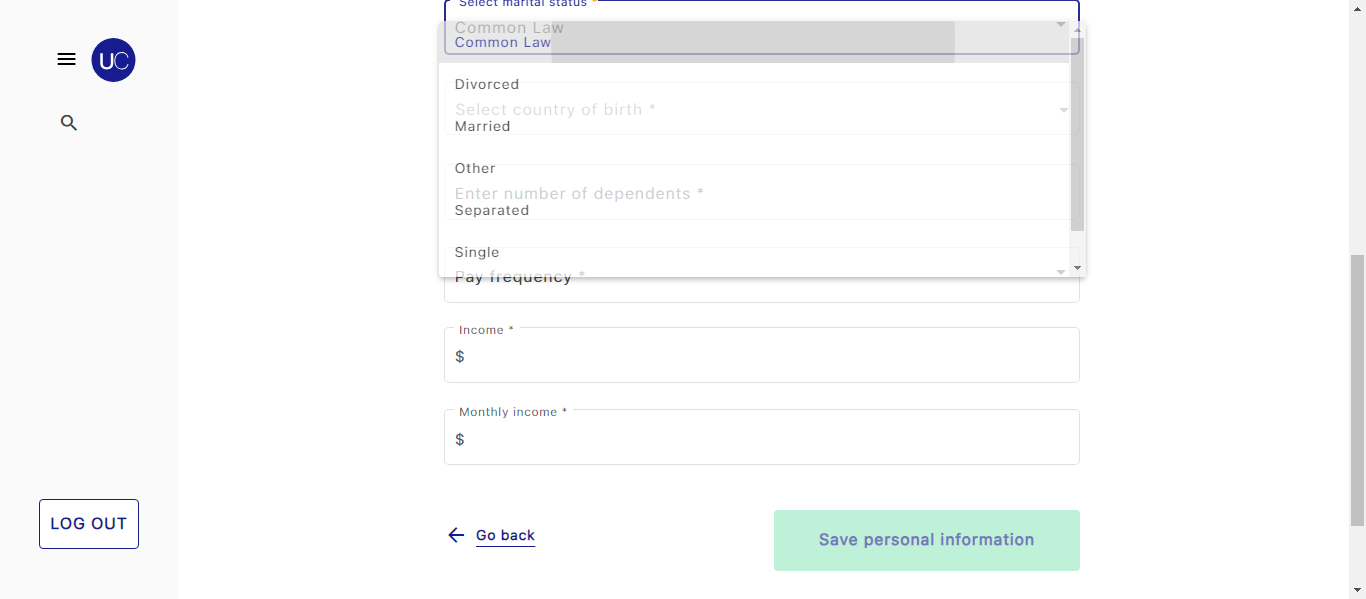 Select marital status *
UC
Common Law
Common Law
Divorced
Select country of birth *
Married
Other
Enter number of dependents *
Separated
Single
Pay frequency *
Income *
$
Monthly income *
$
LOG OUT
Go back
Save personal information